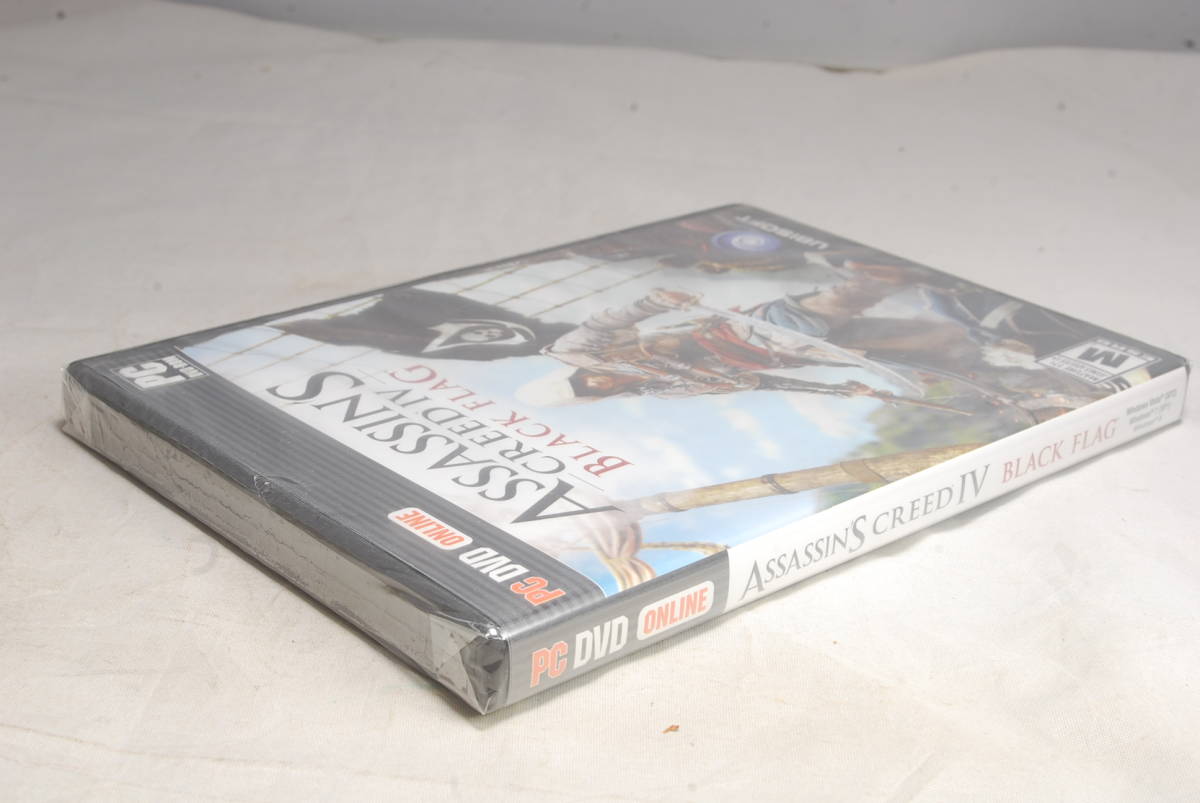 PC
PC DVD ONLINE
ASSASSIN'S
CREED IV
BLACK FLAG
UBISOFT
M
PC DVD ONLINE
ASSASSIN'S CREED IV BLACK FLAG